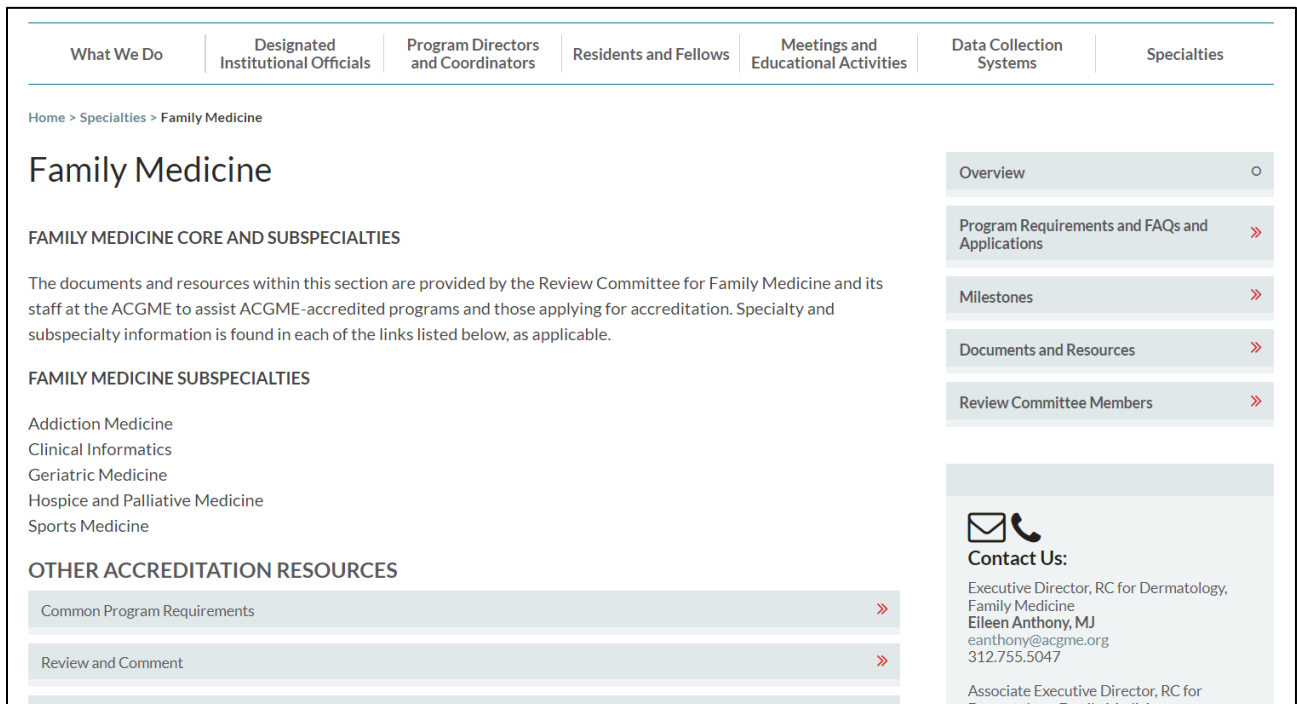 What We Do
Designated
Institutional Officials
Program Directors
and Coordinators
Residents and Fellows
Meetings and
Educational Activities
Data Collection
Systems
Specialties
Home > Specialties > Family Medicine
Family Medicine
FAMILY MEDICINE CORE AND SUBSPECIALTIES
The documents and resources within this section are provided by the Review Committee for Family Medicine and its
staff at the ACGME to assist ACGME-accredited programs and those applying for accreditation. Specialty and
subspecialty information is found in each of the links listed below, as applicable.
FAMILY MEDICINE SUBSPECIALTIES
Addiction Medicine
Clinical Informatics
Geriatric Medicine
Hospice and Palliative Medicine
Sports Medicine
OTHER ACCREDITATION RESOURCES
Common Program Requirements
Review and Comment
Overview
Program Requirements and FAQs and
Applications
Milestones
Documents and Resources
Review Committee Members
Contact Us:
Executive Director, RC for Dermatology,
Family Medicine
Eileen Anthony, MJ
eanthony@acgme.org
312.755.5047
Associate Executive Director, RC for